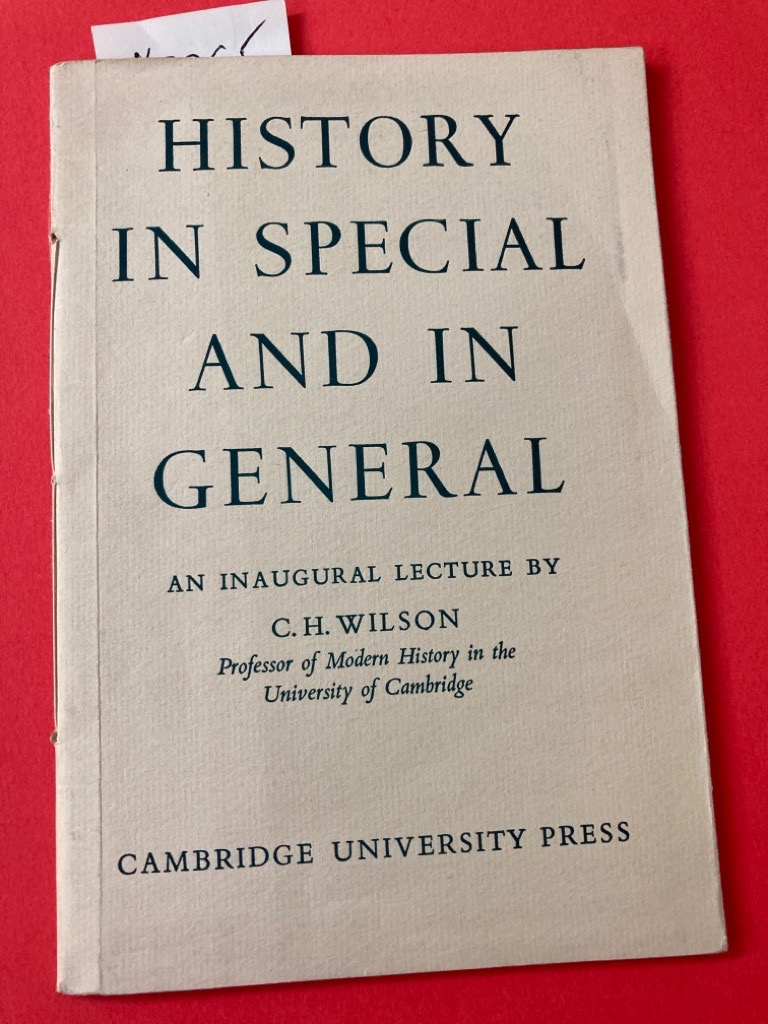 HISTORY
IN SPECIAL
AND IN
GENERAL
AN INAUGURAL LECTURE BY
C. H. WILSON
Professor of Modern History in the
University of Cambridge
CAMBRIDGE UNIVERSITY PRESS